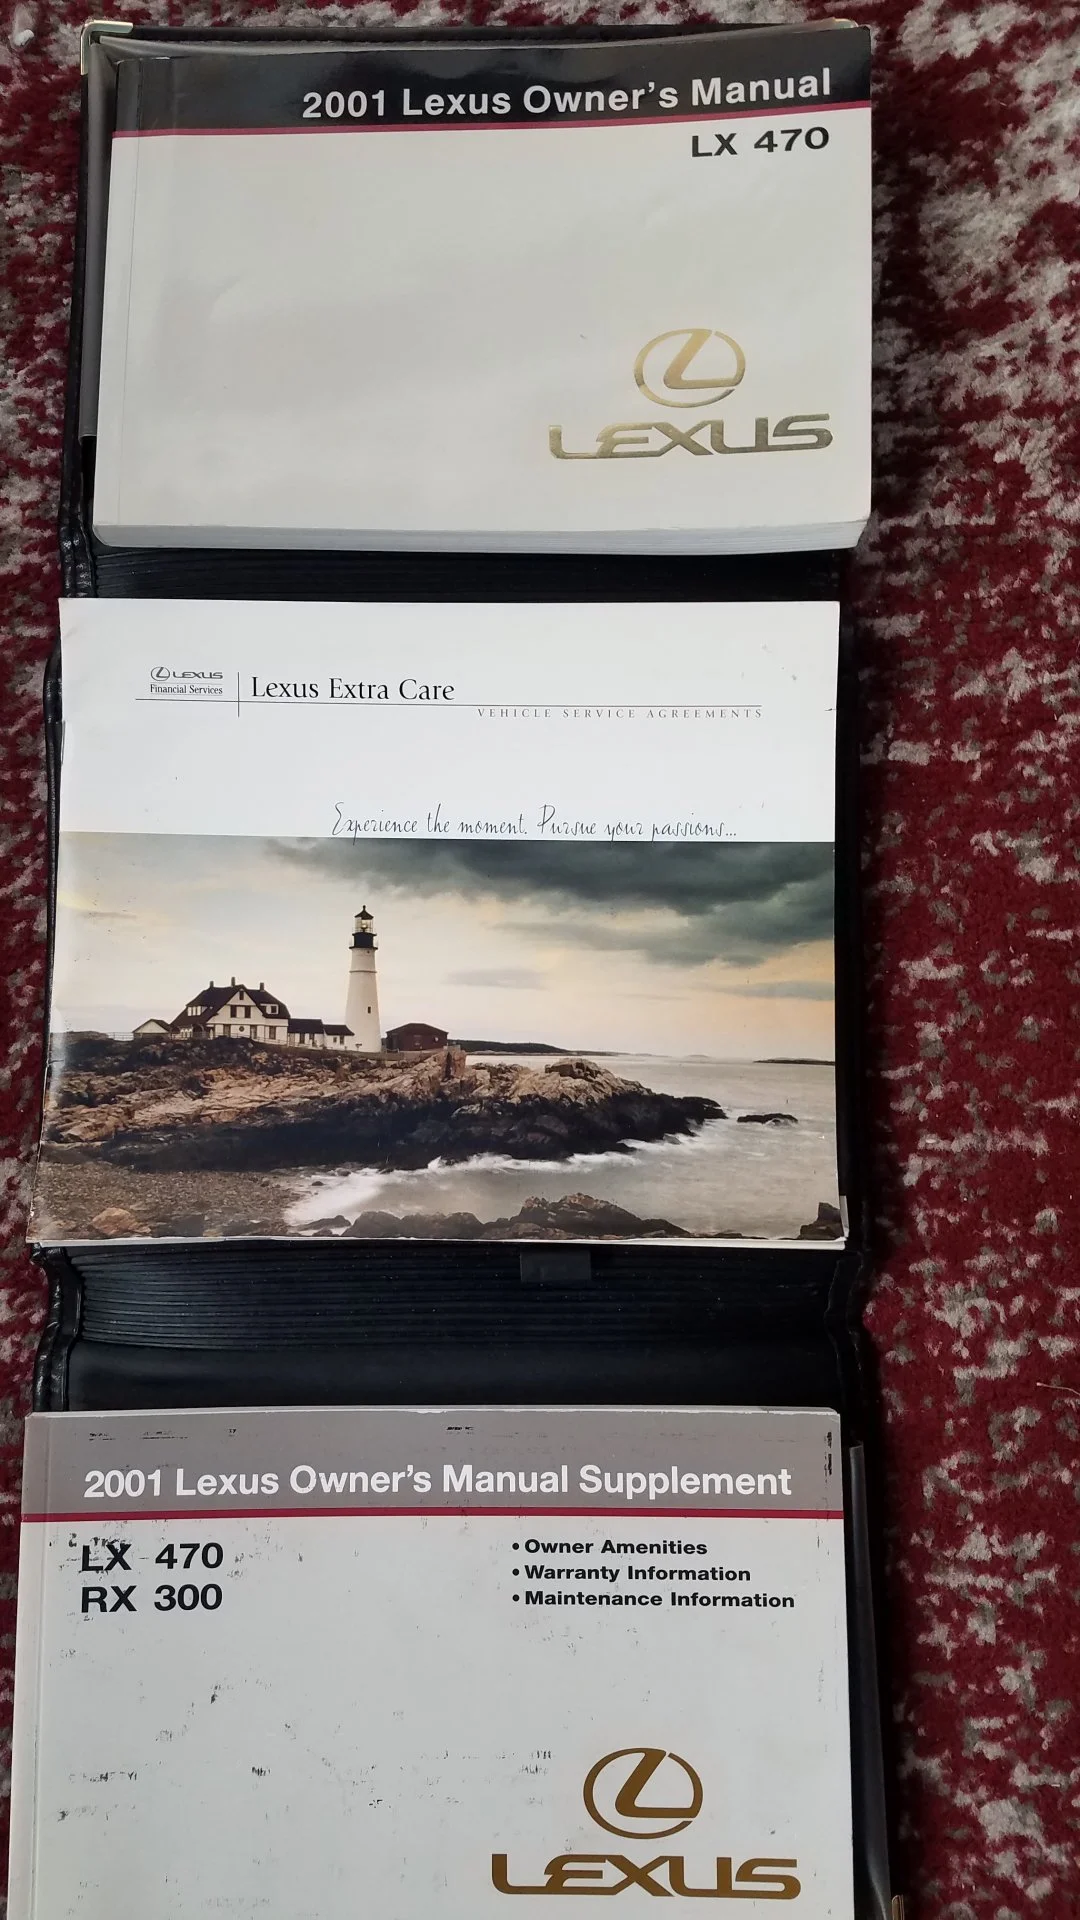 2001 Lexus Owner's Manual
LX 470
LEXUS
LEXUS
Financial Services
Lexus Extra Care
VEHICLE SERVICE AGREEMENTS
Experience the moment. Pursue your passions...
2001 Lexus Owner's Manual Supplement
LX 470
RX 300
• Owner Amenities
• Warranty Information
• Maintenance Information
LEXUS